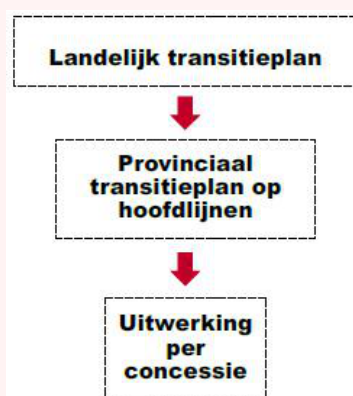 Landelijk transitieplan
Provinciaal
transitieplan op
hoofdlijnen
Uitwerking
per
concessie